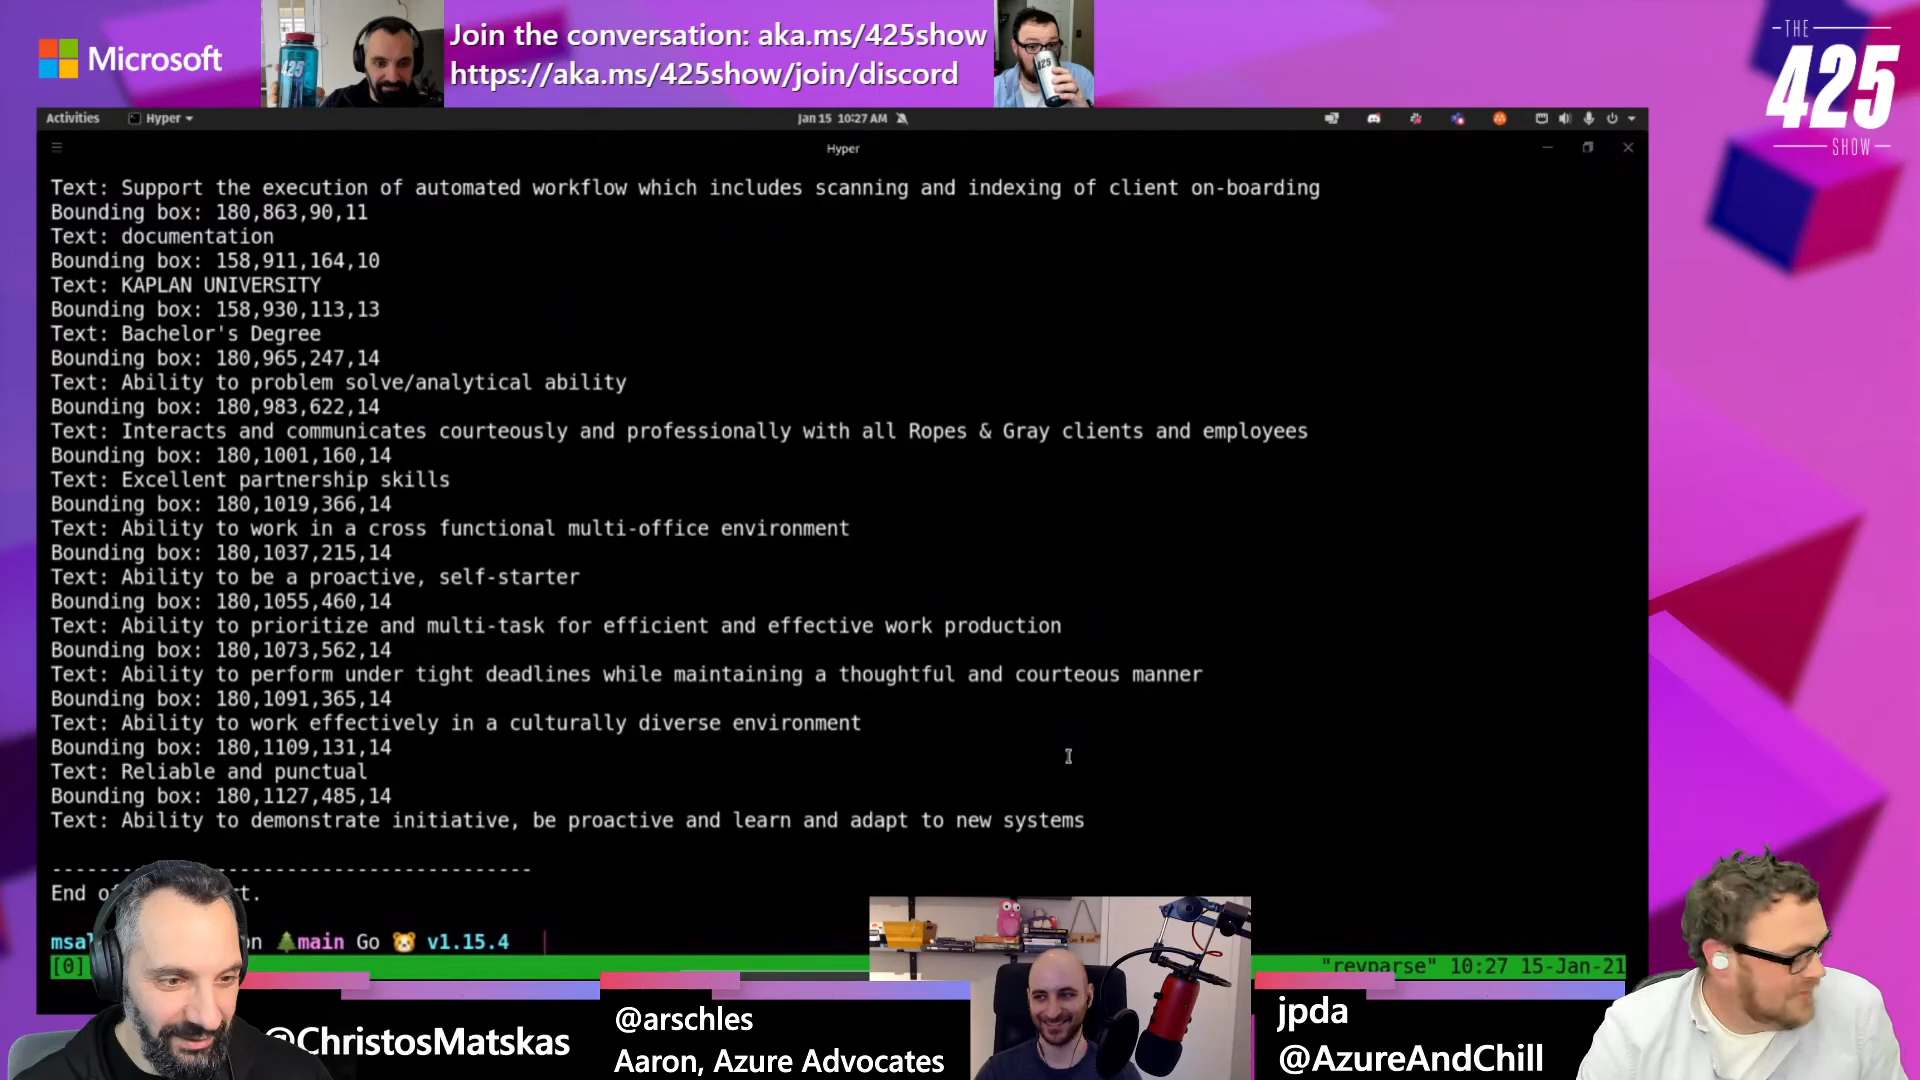 Microsoft
425
Join the conversation: aka.ms/425show
https://aka.ms/425show/join/discord
THE
425
SHOW
Activities Hyper Jan 15 10:27 AM
Hyper
Text: Support the execution of automated workflow which includes scanning and indexing of client on-boarding
Bounding box: 180,863,90,11
Text: documentation
Bounding box: 158,911,164,10
Text: KAPLAN UNIVERSITY
Bounding box: 158,930,113,13
Text: Bachelor's Degree
Bounding box: 180,965,247,14
Text: Ability to problem solve/analytical ability
Bounding box: 180,983,622,14
Text: Interacts and communicates courteously and professionally with all Ropes & Gray clients and employees
Bounding box: 180,1001,160,14
Text: Excellent partnership skills
Bounding box: 180,1019,366,14
Text: Ability to work in a cross functional multi-office environment
Bounding box: 180,1037,215,14
Text: Ability to be a proactive, self-starter
Bounding box: 180,1055,460,14
Text: Ability to prioritize and multi-task for efficient and effective work production
Bounding box: 180,1073,562,14
Text: Ability to perform under tight deadlines while maintaining a thoughtful and courteous manner
Bounding box: 180,1091,365,14
Text: Ability to work effectively in a culturally diverse environment
Bounding box: 180,1109,131,14
Text: Reliable and punctual
Bounding box: 180,1127,485,14
Text: Ability to demonstrate initiative, be proactive and learn and adapt to new systems
-----------------------------------------
End
main Go v1.15.4
[0] "revparse" 10:27 15-Jan-21
@ChristosMatskas
@arschles
Aaron, Azure Advocates
jpda
@AzureAndChill